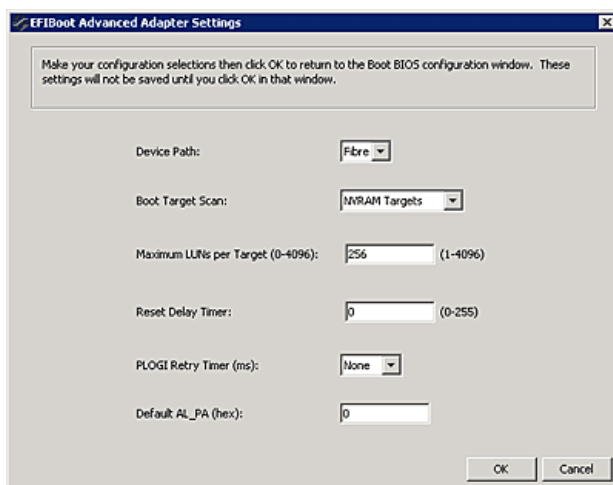 EFIBoot Advanced Adapter Settings
Make your configuration selections then click OK to return to the Boot BIOS configuration window. These
settings will not be saved until you click OK in that window.
Device Path: Fibre
Boot Target Scan: NVRAM Targets
Maximum LUNs per Target (0-4096): 256 (1-4096)
Reset Delay Timer: 0 (0-255)
PLOGI Retry Timer (ms): None
Default AL_PA (hex): 0
OK Cancel